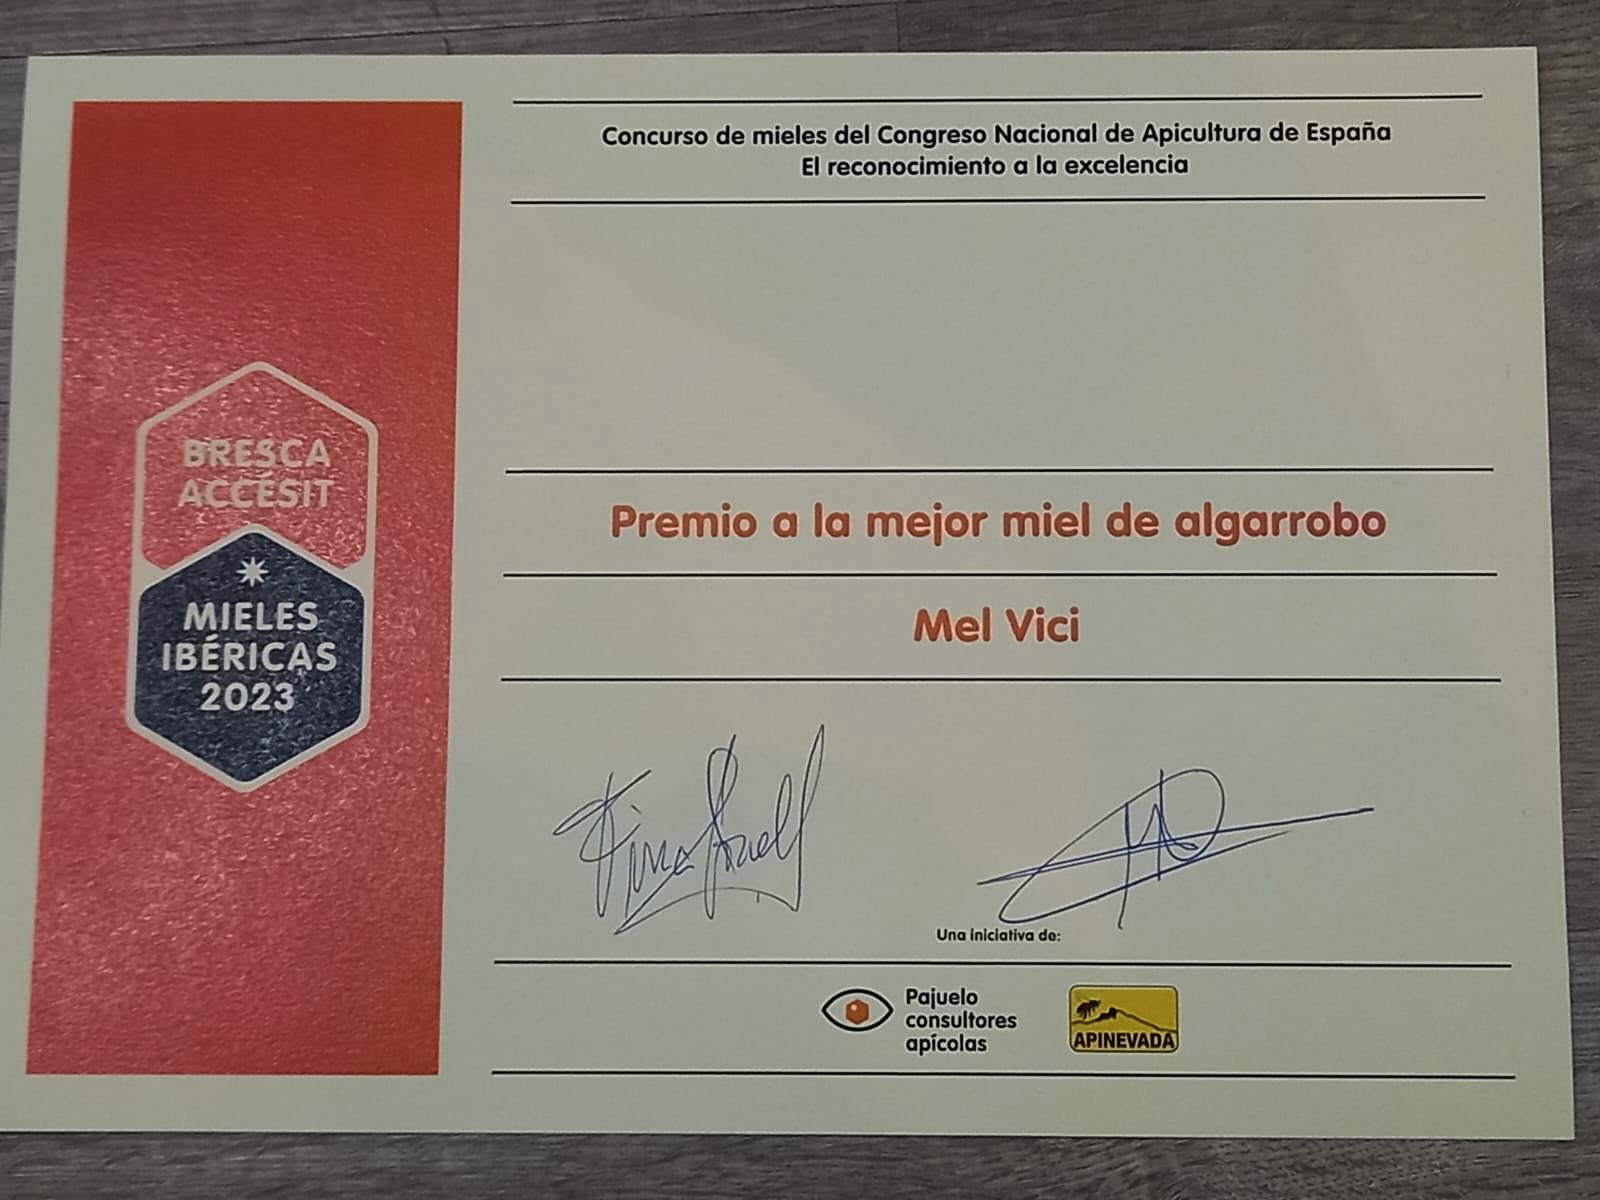 Concurso de mieles del Congreso Nacional de Apicultura de España
El reconocimiento a la excelencia
BRESCA
ACCÉSIT
MIELES
IBÉRICAS
2023
Premio a la mejor miel de algarrobo
Mel Vici
Una iniciativa de:
Pajuelo
consultores
apícolas
APINEVADA